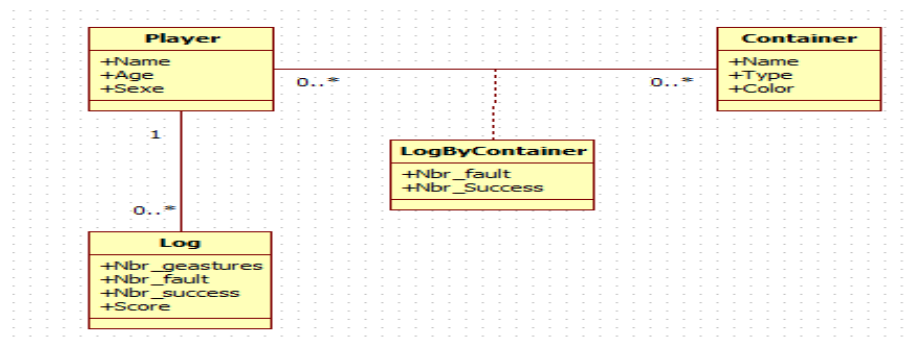 Player
+Name
+Age
+Sexe
0..*
0..*
Container
+Name
+Type
+Color
1
0..*
LogByContainer
+Nbr_fault
+Nbr_Success
Log
+Nbr_geastures
+Nbr_fault
+Nbr_success
+Score